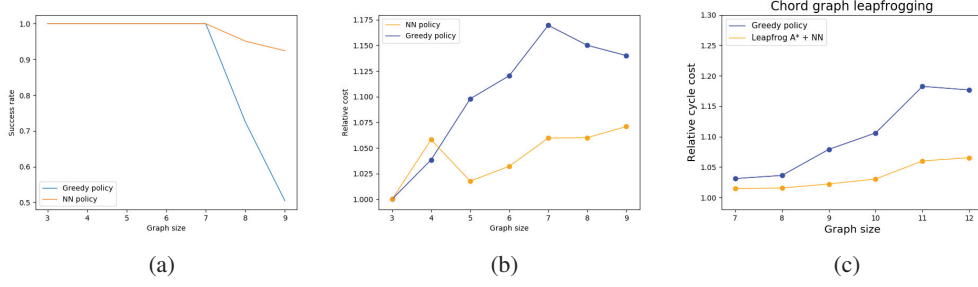 1.0
0.9
0.8
0.7
0.6
0.5
Success rate
Greedy policy
NN policy
3 4 5 6 7 8 9
Graph size
(a)
1.175
1.150
1.125
1.100
1.075
1.050
1.025
1.000
Relative cost
NN policy
Greedy policy
3 4 5 6 7 8 9
Graph size
(b)
Chord graph leapfrogging
1.30
1.25
1.20
1.15
1.10
1.05
1.00
Relative cycle cost
Greedy policy
Leapfrog A* + NN
7 8 9 10 11 12
Graph size
(c)